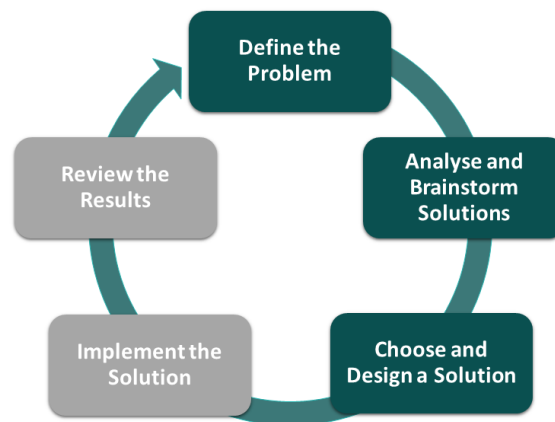 Define the
Problem
Analyse and
Brainstorm
Solutions
Choose and
Design a Solution
Implement the
Solution
Review the
Results